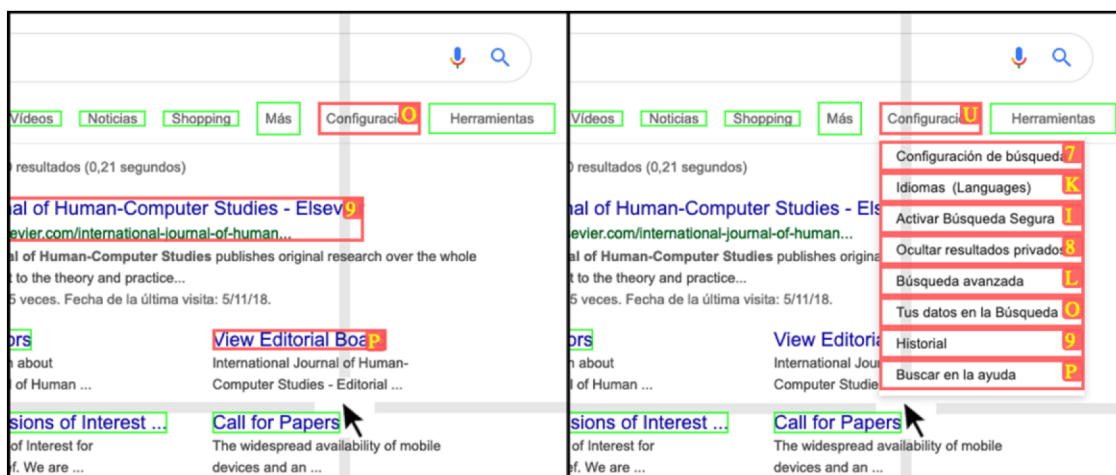 Vídeos Noticias Shopping Más Configuració O Herramientas
resultados (0,21 segundos)
al of Human-Computer Studies - Elsev 9
evier.com/international-journal-of-human...
al of Human-Computer Studies publishes original research over the whole
t to the theory and practice...
5 veces. Fecha de la última visita: 5/11/18.
ors
View Editorial Boa P
n about
International Journal of Human-
l of Human ...
Computer Studies - Editorial ...
sions of Interest ...
Call for Papers
of Interest for
The widespread availability of mobile
ef. We are ...
devices and an ...
Vídeos Noticias Shopping Más Configuraci U Herramientas
resultados (0,21 segundos)
Configuración de búsqueda 7
Idiomas (Languages) K
al of Human-Computer Studies - Els
Activar Búsqueda Segura I
evier.com/international-journal-of-human...
Ocultar resultados privados 8
al of Human-Computer Studies publishes origina
t to the theory and practice...
Búsqueda avanzada L
5 veces. Fecha de la última visita: 5/11/18.
Tus datos en la Búsqueda O
ors
View Editoria
Historial 9
n about
International Jou
Buscar en la ayuda P
l of Human ...
Computer Studie
sions of Interest ...
Call for Papers
of Interest for
The widespread availability of mobile
ef. We are ...
devices and an ...